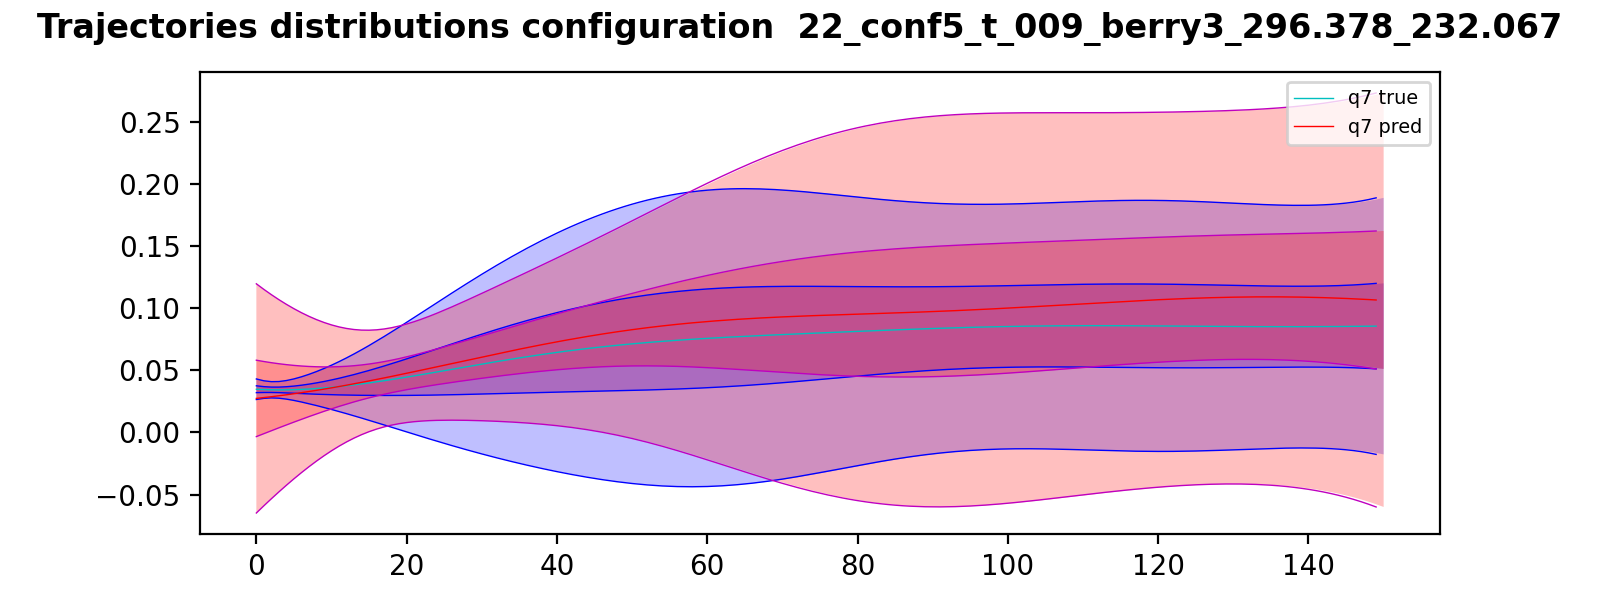 Trajectories distributions configuration  22_conf5_t_009_berry3_296.378_232.067
q7 true
q7 pred
0.25
0.20
0.15
0.10
0.05
0.00
−0.05
0 20 40 60 80 100 120 140